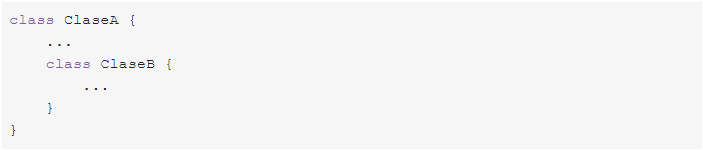 class ClaseA {
    ...
    class ClaseB {
        ...
    }
}